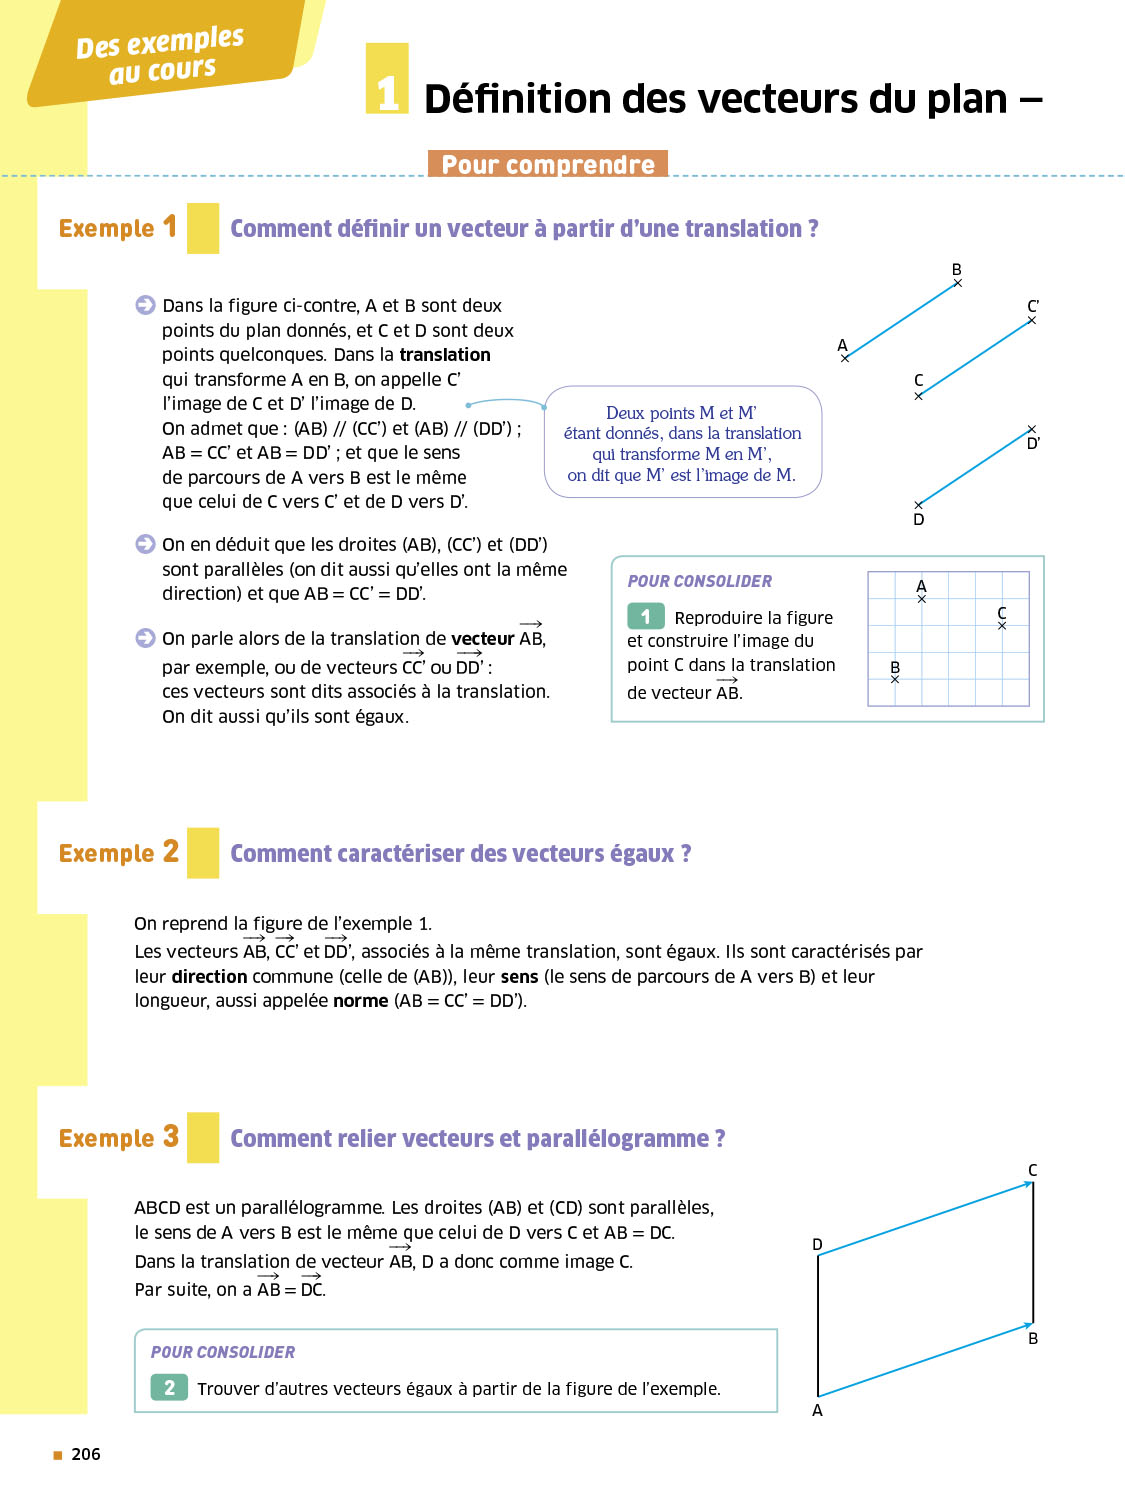 Des exemples
au cours
1 Définition des vecteurs du plan –
Pour comprendre
Exemple 1 Comment définir un vecteur à partir d’une translation ?
Dans la figure ci-contre, A et B sont deux
points du plan donnés, et C et D sont deux
points quelconques. Dans la translation
qui transforme A en B, on appelle C’
l’image de C et D’ l’image de D.
On admet que : (AB) // (CC’) et (AB) // (DD’) ;
AB = CC’ et AB = DD’ ; et que le sens
de parcours de A vers B est le même
que celui de C vers C’ et de D vers D’.
Deux points M et M’
étant donnés, dans la translation
qui transforme M en M’,
on dit que M’ est l’image de M.
B
C’
A
C
D’
D
On en déduit que les droites (AB), (CC’) et (DD’)
sont parallèles (on dit aussi qu’elles ont la même
direction) et que AB = CC’ = DD’.
On parle alors de la translation de vecteur AB,
par exemple, ou de vecteurs CC’ ou DD’ :
ces vecteurs sont dits associés à la translation.
On dit aussi qu’ils sont égaux.
POUR CONSOLIDER
1 Reproduire la figure
et construire l’image du
point C dans la translation
de vecteur AB.
A
C
B
Exemple 2 Comment caractériser des vecteurs égaux ?
On reprend la figure de l’exemple 1.
Les vecteurs AB, CC’ et DD’, associés à la même translation, sont égaux. Ils sont caractérisés par
leur direction commune (celle de (AB)), leur sens (le sens de parcours de A vers B) et leur
longueur, aussi appelée norme (AB = CC’ = DD’).
Exemple 3 Comment relier vecteurs et parallélogramme ?
ABCD est un parallélogramme. Les droites (AB) et (CD) sont parallèles,
le sens de A vers B est le même que celui de D vers C et AB = DC.
Dans la translation de vecteur AB, D a donc comme image C.
Par suite, on a AB = DC.
C
D
B
A
POUR CONSOLIDER
2 Trouver d’autres vecteurs égaux à partir de la figure de l’exemple.
206